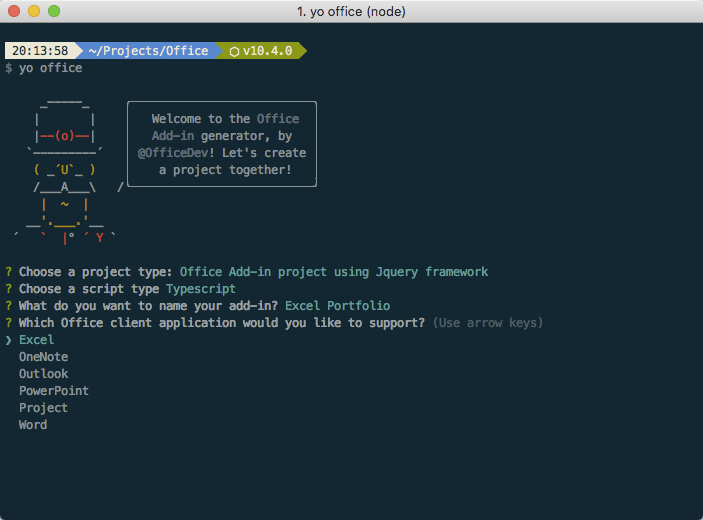 1. yo office (node)
20:13:58 ~/Projects/Office ⬡ v10.4.0
$ yo office
Welcome to the Office
Add-in generator, by
@OfficeDev! Let's create
a project together!
? Choose a project type: Office Add-in project using Jquery framework
? Choose a script type Typescript
? What do you want to name your add-in? Excel Portfolio
? Which Office client application would you like to support? (Use arrow keys)
❯ Excel
OneNote
Outlook
PowerPoint
Project
Word